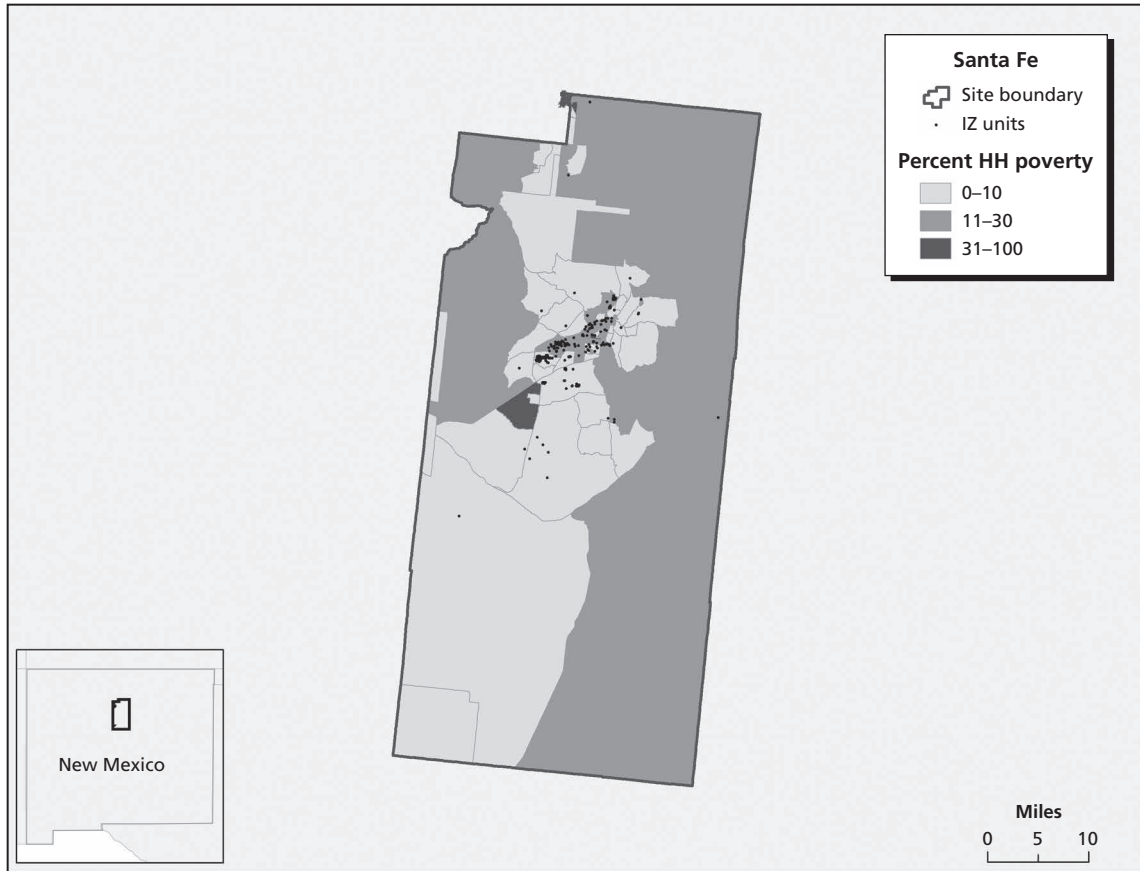 Santa Fe
Site boundary
IZ units
Percent HH poverty
0–10
11–30
31–100
New Mexico
Miles
0 5 10